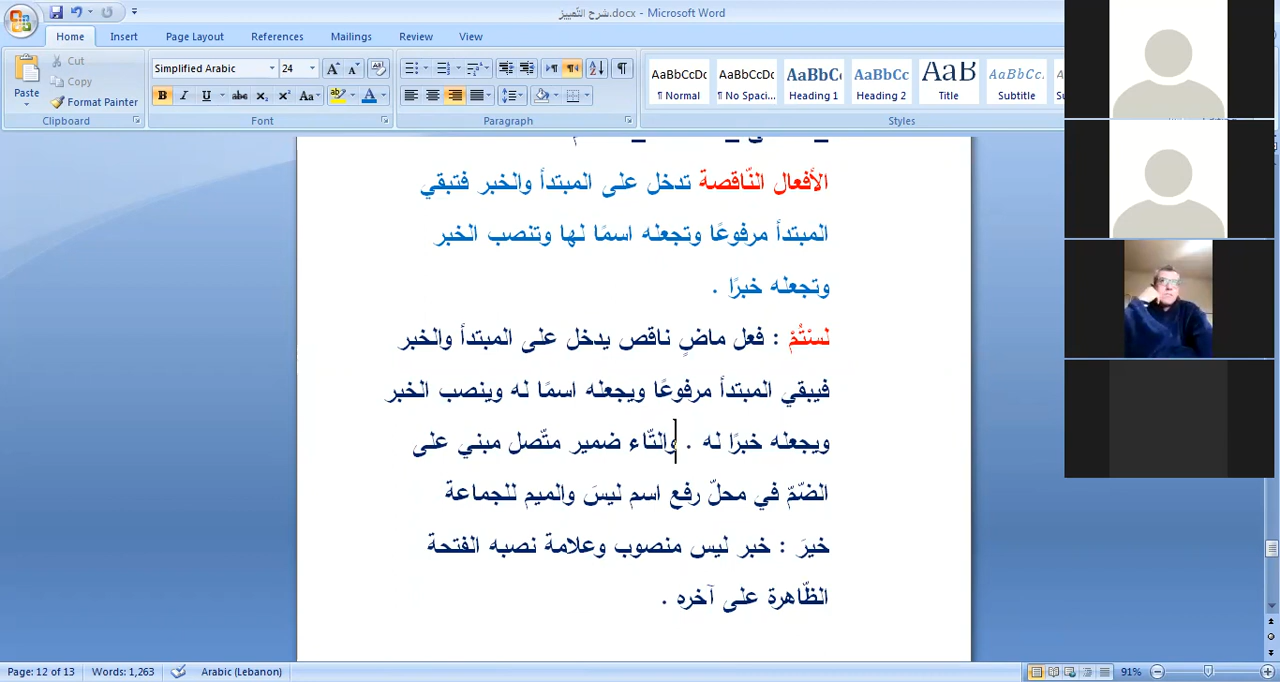 شرح التّمييز.docx - Microsoft Word
Home Insert Page Layout References Mailings Review View
Cut
Copy
Format Painter
Paste
Simplified Arabic 24
AaBbCcDc AaBbCcDc AaBbC AaBbCc AaB AaBbCc.
¶ Normal ¶ No Spaci... Heading 1 Heading 2 Title Subtitle
Clipboard Font Paragraph Styles
الأفعال النّاقصة تدخل على المبتدأ والخبر فتبقي
المبتدأ مرفوعًا وتجعله اسمًا لها وتنصب الخبر
وتجعله خبرًا .
لسْتُمْ : فعل ماضٍ ناقص يدخل على المبتدأ والخبر
فيبقي المبتدأ مرفوعًا ويجعله اسمًا له وينصب الخبر
ويجعله خبرًا له . والتّاء ضمير متّصل مبني على
الضّمّ في محلّ رفع اسم ليسَ والميم للجماعة
خيرَ : خبر ليس منصوب وعلامة نصبه الفتحة
الظّاهرة على آخره .
Page: 12 of 13 Words: 1,263 Arabic (Lebanon) 91%